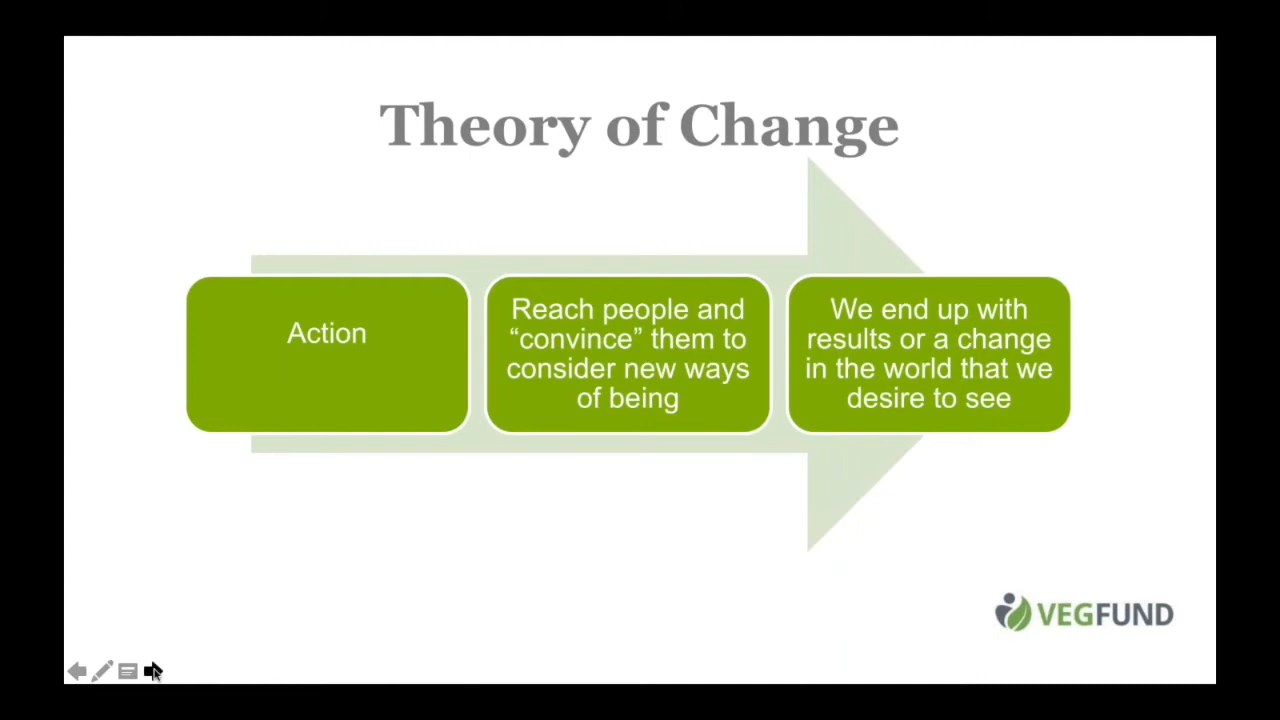 Theory of Change
Action
Reach people and
“convince” them to
consider new ways
of being
We end up with
results or a change
in the world that we
desire to see
VEGFUND